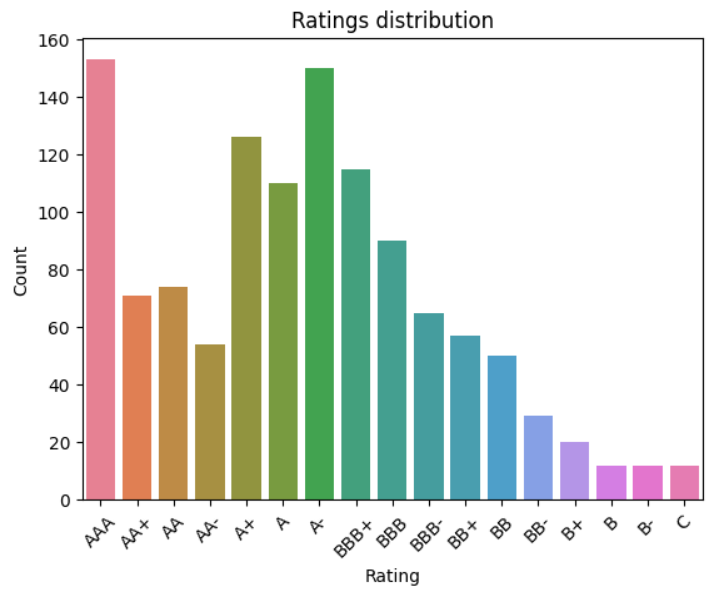 Ratings distribution
160
140
120
100
80
60
40
20
0
Count
AAA AA+ AA AA- A+ A A- BBB+ BBB BBB- BB+ BB BB- B+ B B- C
Rating